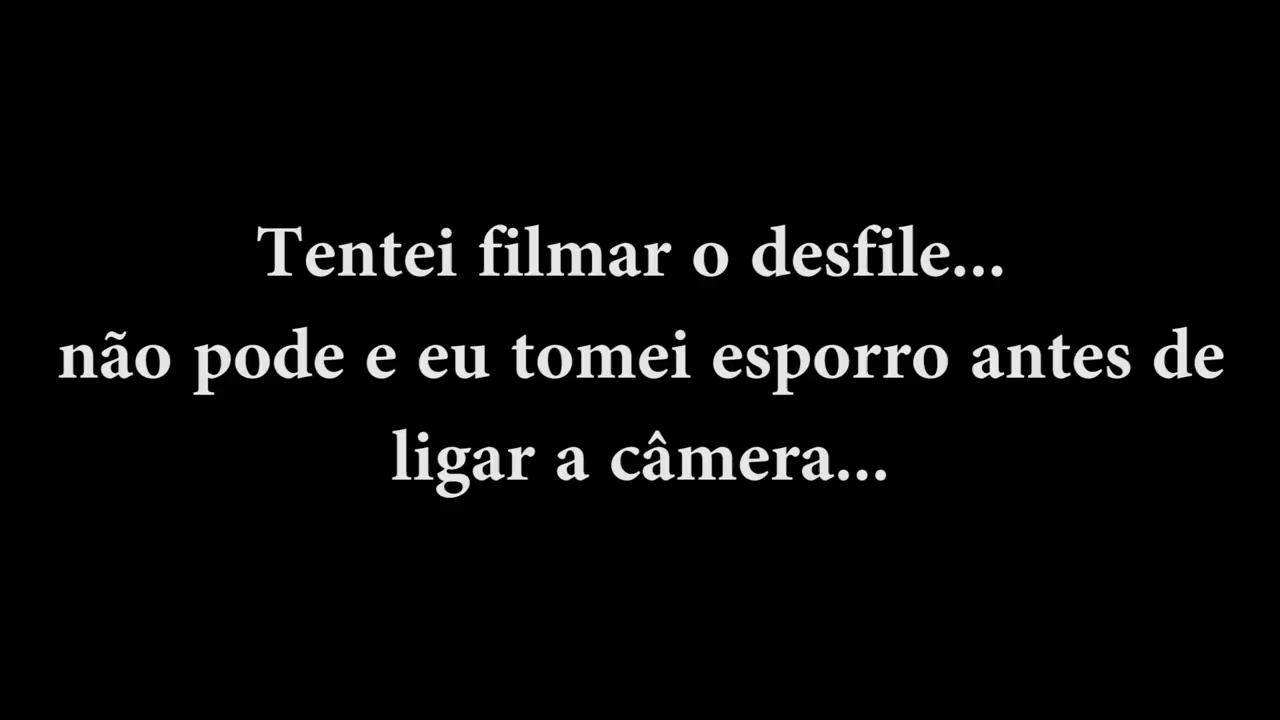 Tentei filmar o desfile...
não pode e eu tomei esporro antes de
ligar a câmera...